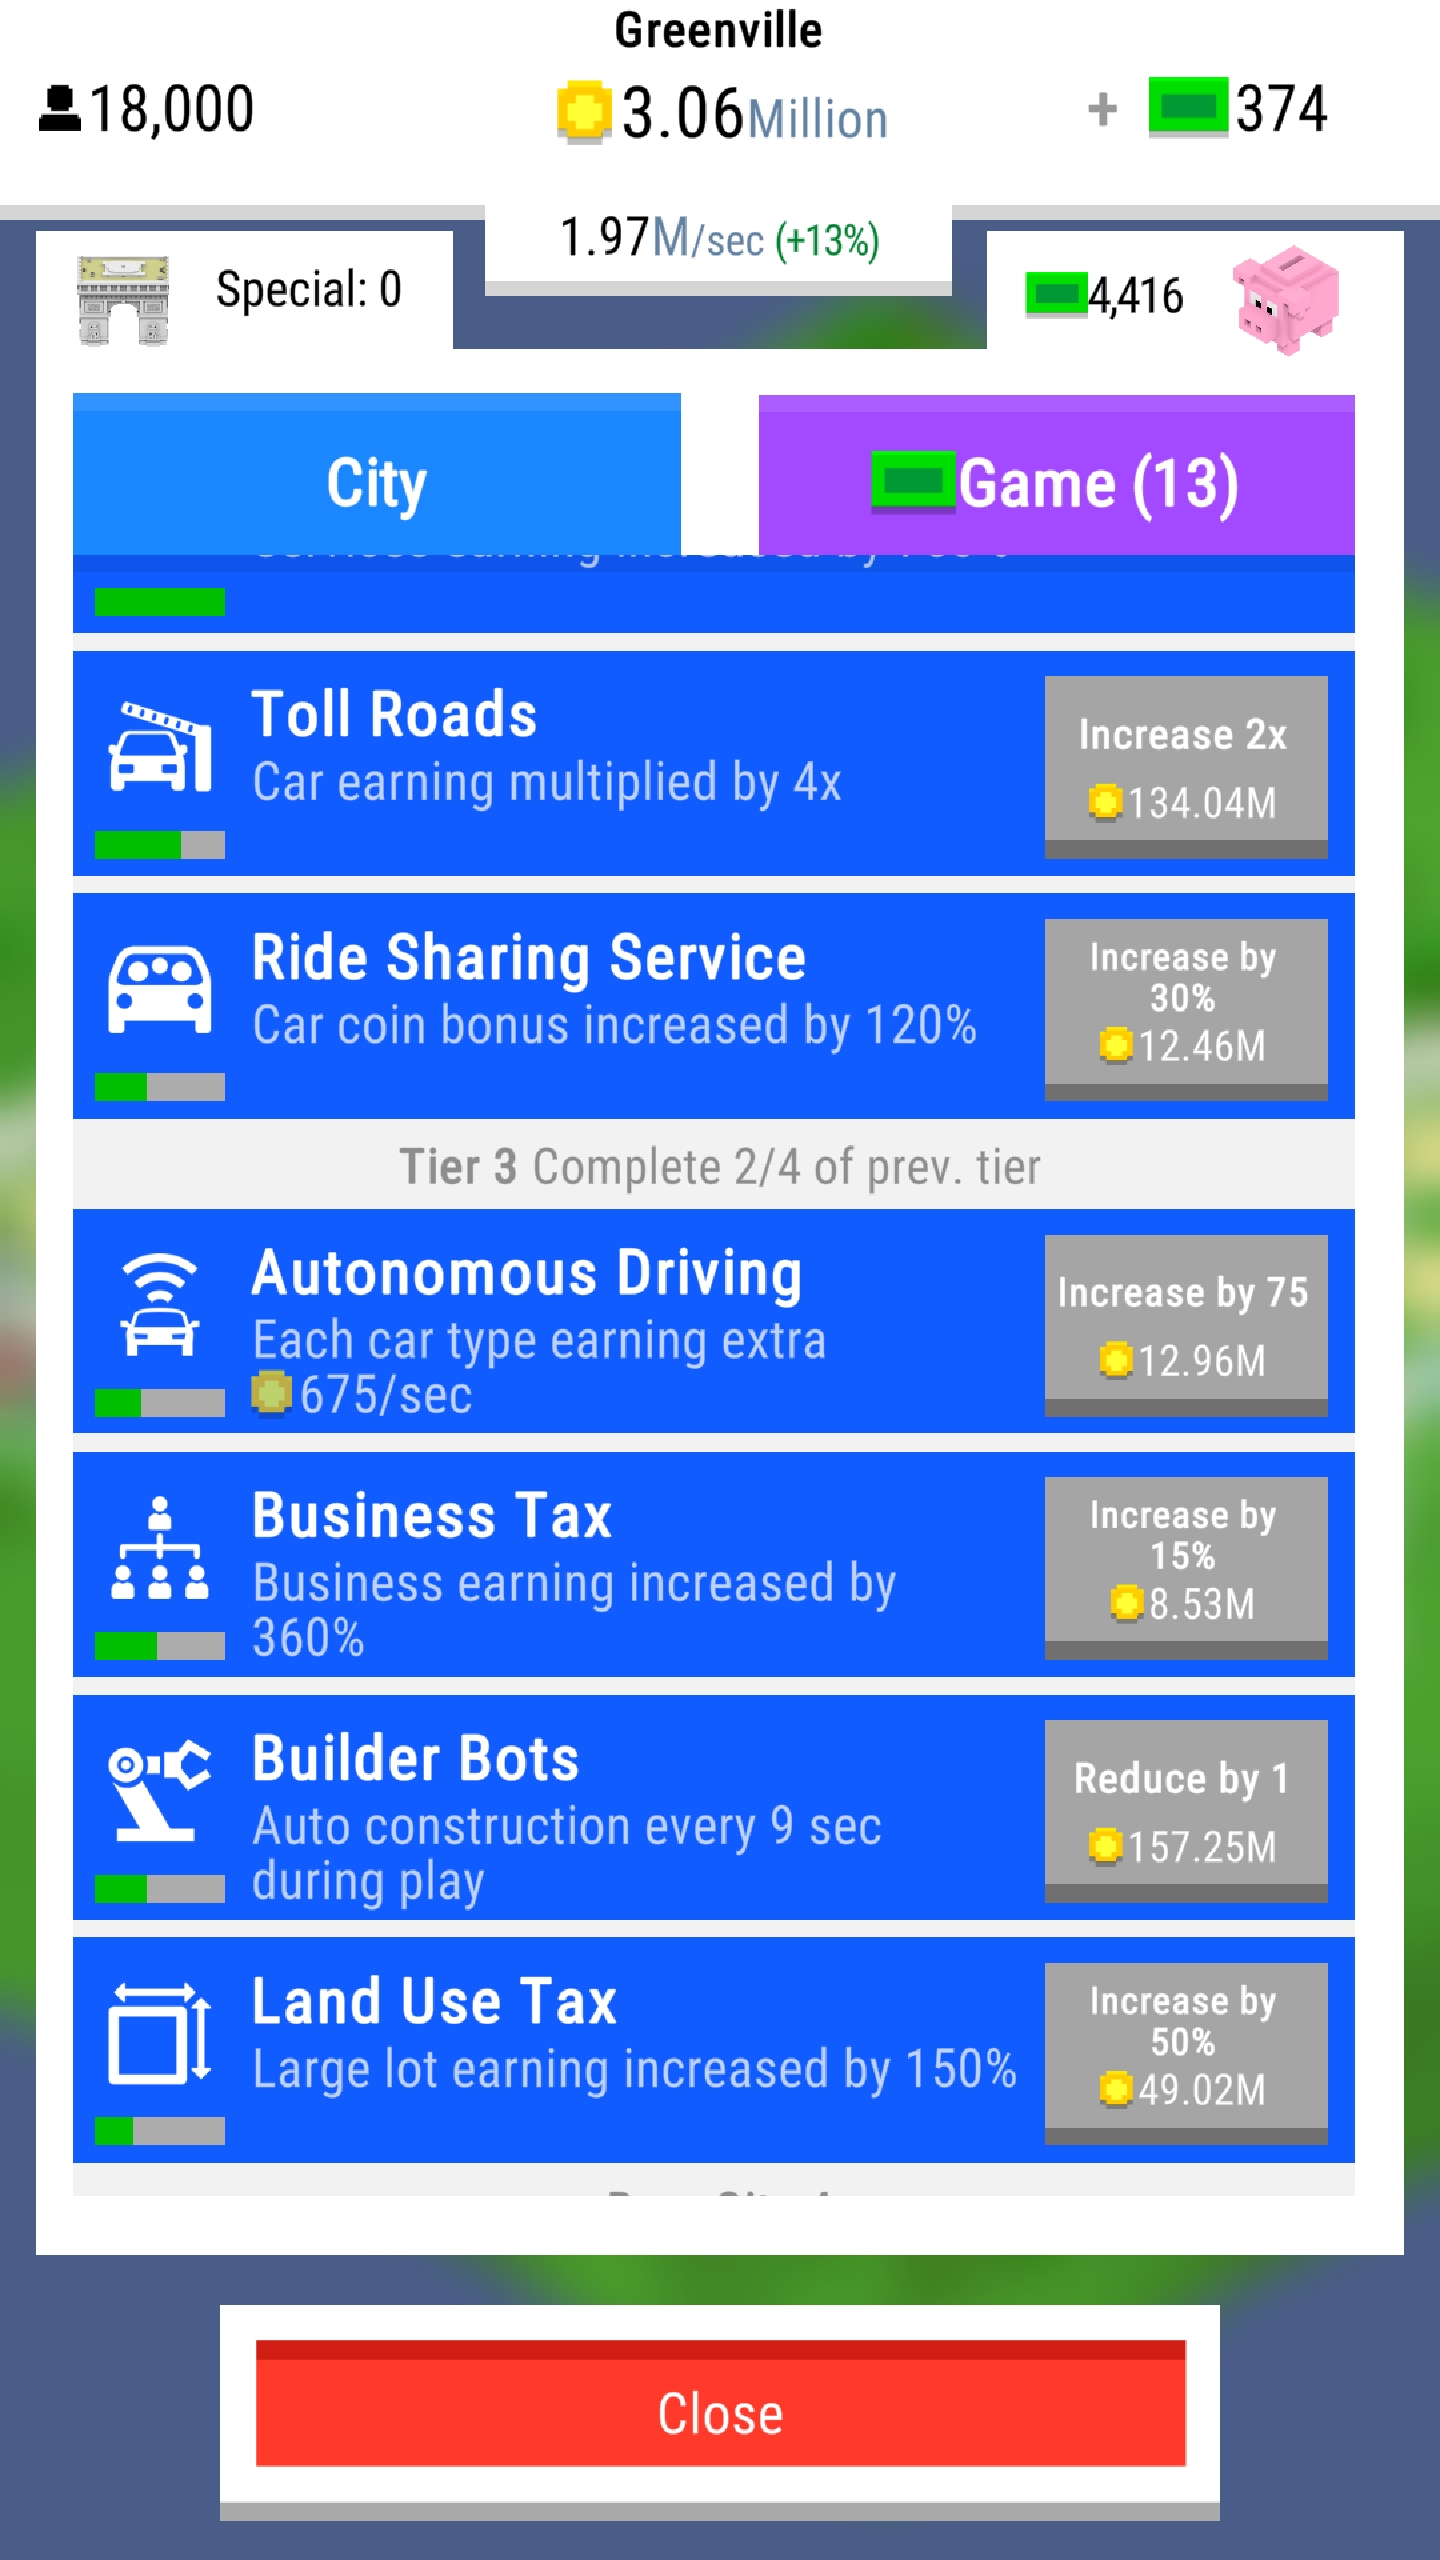 Greenville
18,000
3.06Million
+ 374
1.97M/sec (+13%)
Special: 0
4,416
City
Game (13)
Toll Roads
Car earning multiplied by 4x
Increase 2x
134.04M
Ride Sharing Service
Car coin bonus increased by 120%
Increase by
30%
12.46M
Tier 3 Complete 2/4 of prev. tier
Autonomous Driving
Each car type earning extra
675/sec
Increase by 75
12.96M
Business Tax
Business earning increased by
360%
Increase by
15%
8.53M
Builder Bots
Auto construction every 9 sec
during play
Reduce by 1
157.25M
Land Use Tax
Large lot earning increased by 150%
Increase by
50%
49.02M
Close